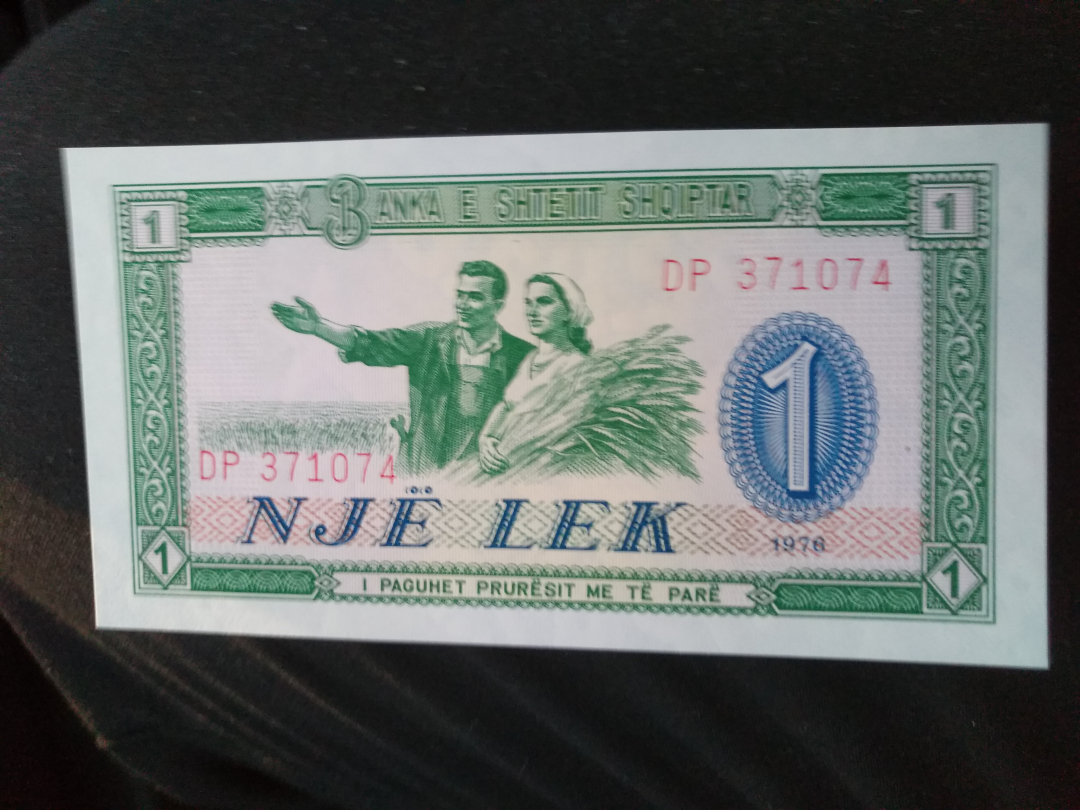 BANKA E SHTETIT SHQIPTAR
1
1
DP 371074
1
DP 371074
NJË LEK
1976
1
I PAGUHET PRURËSIT ME TË PARË
1